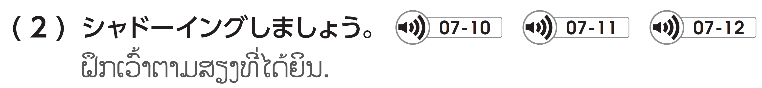 (2) シャドーイングしましょう。 07-10 07-11 07-12
ຝຶກເວົ້າຕາມສຽງທີ່ໄດ້ຍິນ.